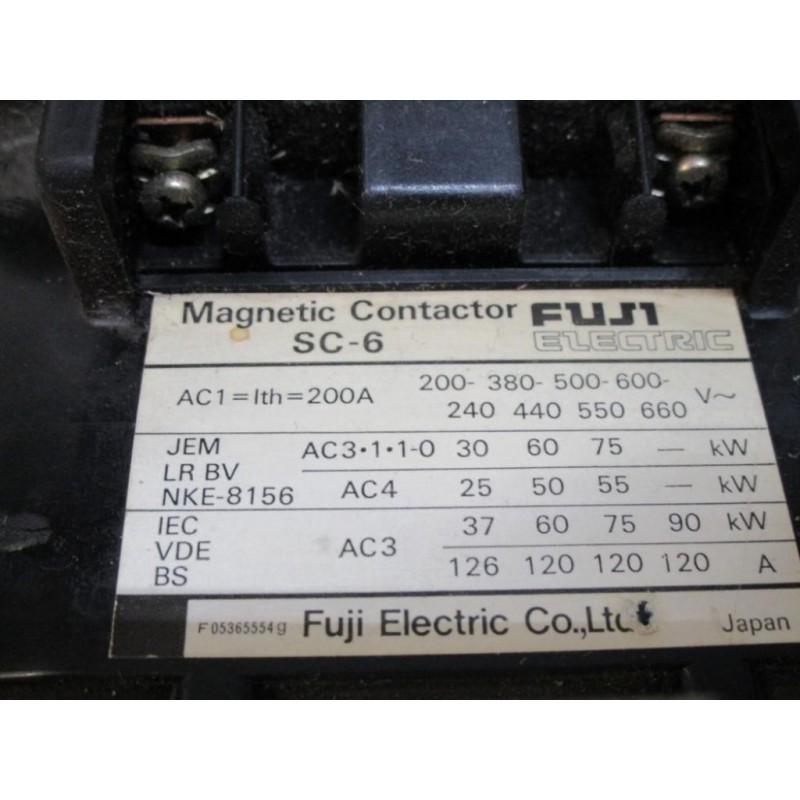 Magnetic Contactor FUJI
SC-6 ELECTRIC
AC1=Ith=200A 200- 380- 500- 600- V~
240 440 550 660
JEM AC3·1·1-0 30 60 75 — kW
LR BV
NKE-8156 AC4 25 50 55 — kW
IEC 37 60 75 90 kW
VDE AC3
BS 126 120 120 120 A
F05365554g Fuji Electric Co.,Ltd Japan